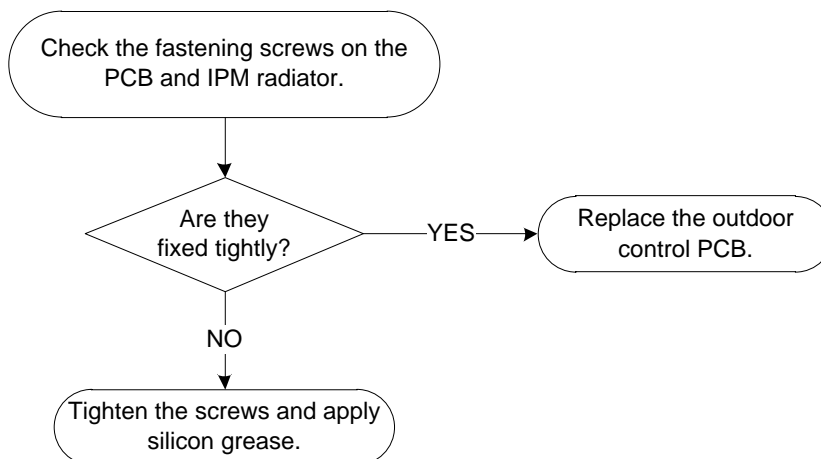 Check the fastening screws on the
PCB and IPM radiator.
Are they
fixed tightly?
YES
Replace the outdoor
control PCB.
NO
Tighten the screws and apply
silicon grease.